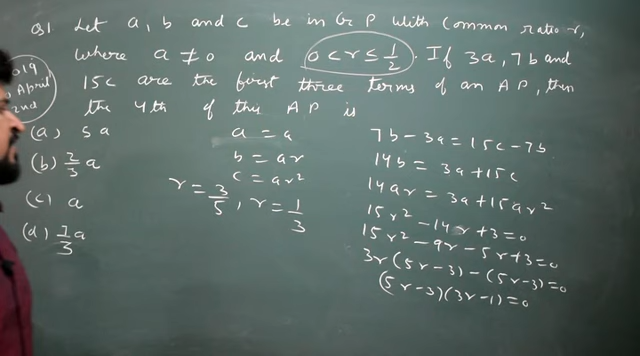 Q1 Let a, b and c be in G P with Common ratio r,
where a ≠ 0 and 0 < r ≤ 1/2. If 3a, 7b and
15c are the first three terms of an AP, then
the 4th of this AP is
019
April
2nd
(a) 5a
(b) 2/3 a
(c) a
(d) 7/3 a
a = a
b = ar
c = ar²
r = 3/5, r = 1/3
7b - 3a = 15c - 7b
14b = 3a + 15c
14ar = 3a + 15ar²
15r² - 14r + 3 = 0
15r² - 9r - 5r + 3 = 0
3r(5r-3) - (5r-3) = 0
(5r-3)(3r-1) = 0